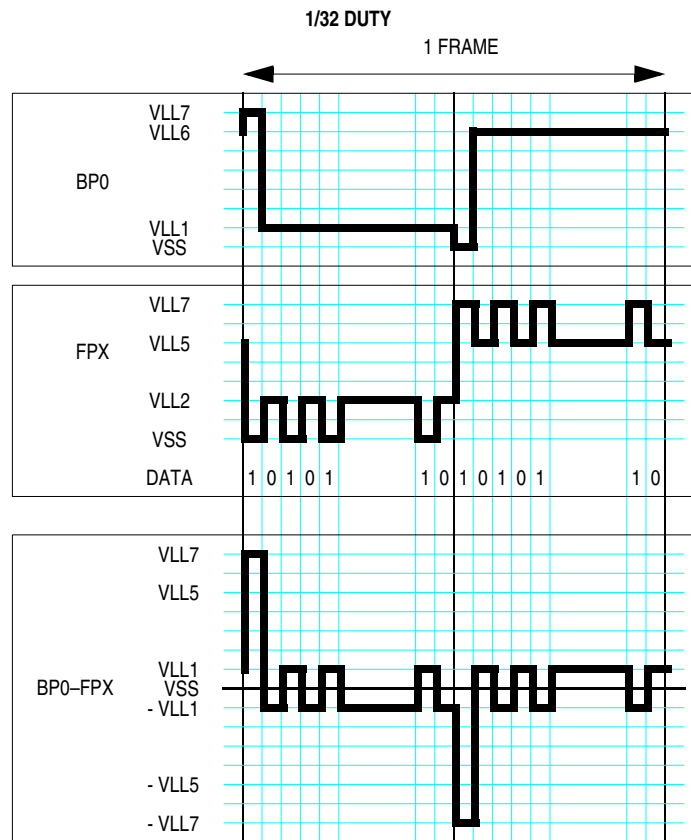 1/32 DUTY
1 FRAME
VLL7
VLL6
BP0
VLL1
VSS
VLL7
FPX
VLL5
VLL2
VSS
DATA 1 0 1 0 1 1 0 1 0 1 0 1 1 0
VLL7
VLL5
VLL1
BP0–FPX
VSS
- VLL1
- VLL5
- VLL7